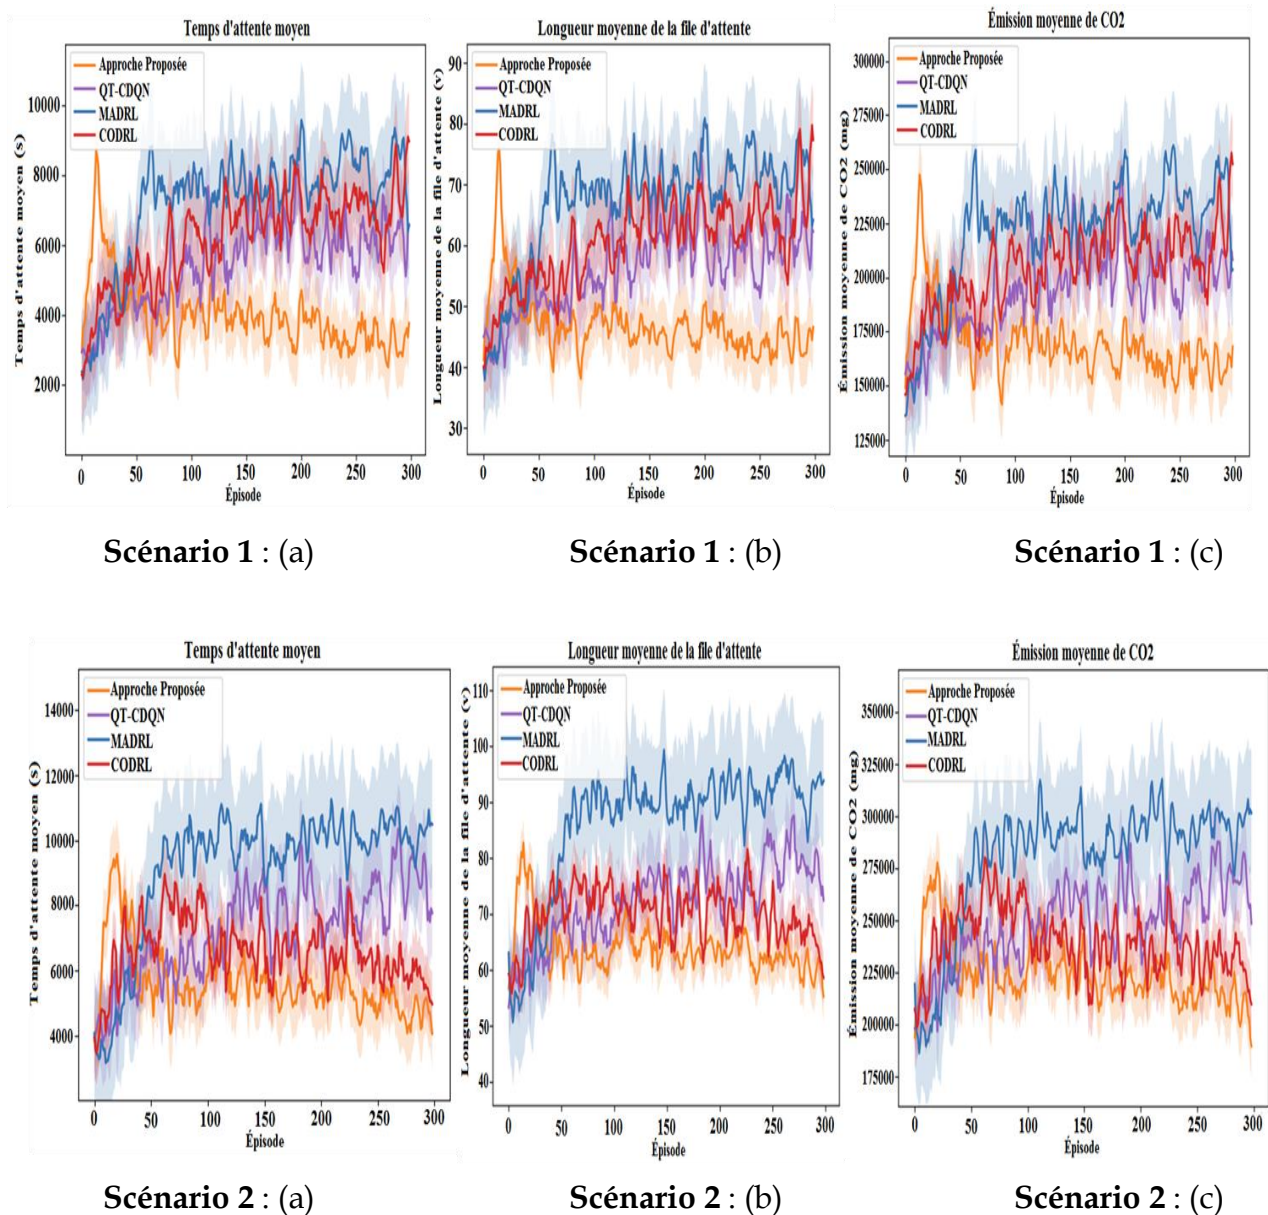 Temps d'attente moyen
Temps d'attente moyen (s)
10000
8000
6000
4000
2000
Approche Proposée
QT-CDQN
MADRL
CODRL
0 50 100 150 200 250 300
Épisode
Longueur moyenne de la file d'attente
Longueur moyenne de la file d'attente (v)
90
80
70
60
50
40
30
Approche Proposée
QT-CDQN
MADRL
CODRL
0 50 100 150 200 250 300
Épisode
Émission moyenne de CO2
Émission moyenne de CO2 (mg)
300000
275000
250000
225000
200000
175000
150000
125000
Approche Proposée
QT-CDQN
MADRL
CODRL
0 50 100 150 200 250 300
Épisode
Scénario 1 : (a)
Scénario 1 : (b)
Scénario 1 : (c)
Temps d'attente moyen
Temps d'attente moyen (s)
14000
12000
10000
8000
6000
4000
Approche Proposée
QT-CDQN
MADRL
CODRL
0 50 100 150 200 250 300
Épisode
Longueur moyenne de la file d'attente
Longueur moyenne de la file d'attente (v)
110
100
90
80
70
60
50
40
Approche Proposée
QT-CDQN
MADRL
CODRL
0 50 100 150 200 250 300
Épisode
Émission moyenne de CO2
Émission moyenne de CO2 (mg)
350000
325000
300000
275000
250000
225000
200000
175000
Approche Proposée
QT-CDQN
MADRL
CODRL
0 50 100 150 200 250 300
Épisode
Scénario 2 : (a)
Scénario 2 : (b)
Scénario 2 : (c)